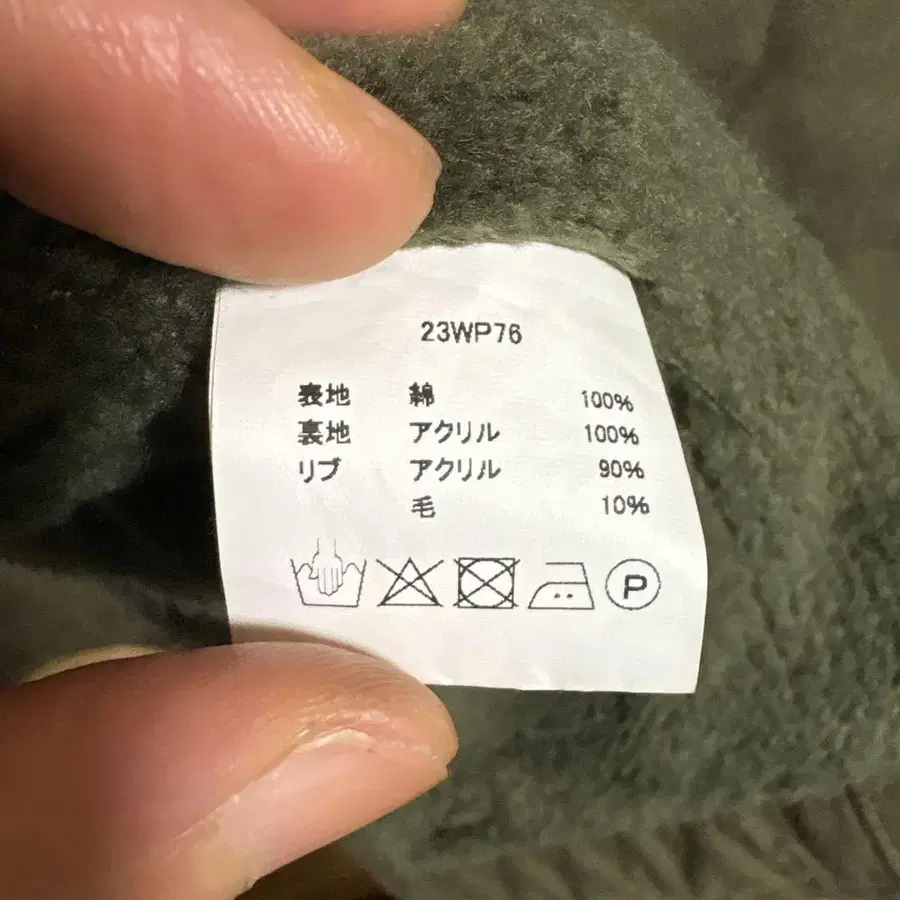 23WP76
表地 綿 100%
裏地 アクリル 100%
リブ アクリル 90%
毛 10%
P